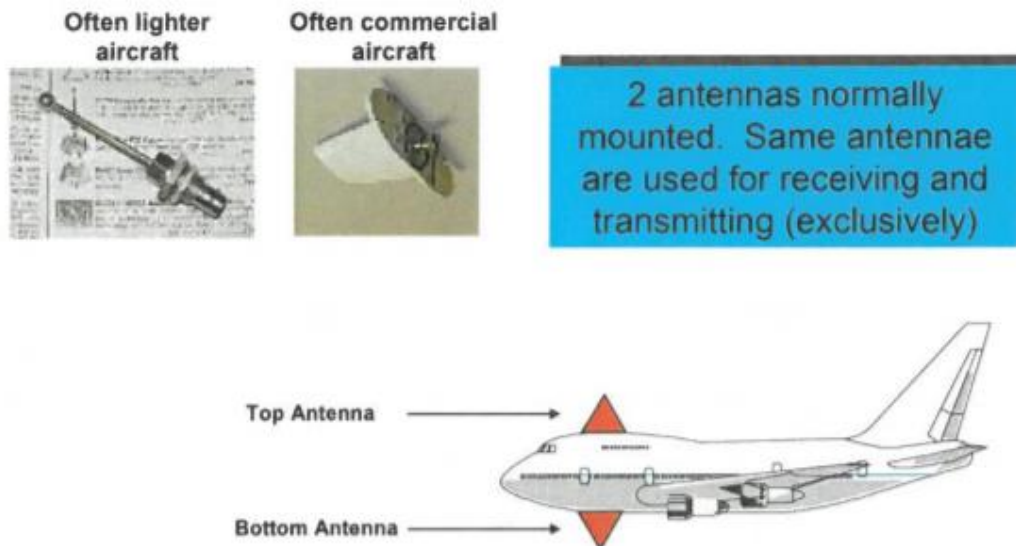 Often lighter
aircraft
Often commercial
aircraft
2 antennas normally
mounted. Same antennae
are used for receiving and
transmitting (exclusively)
Top Antenna
Bottom Antenna